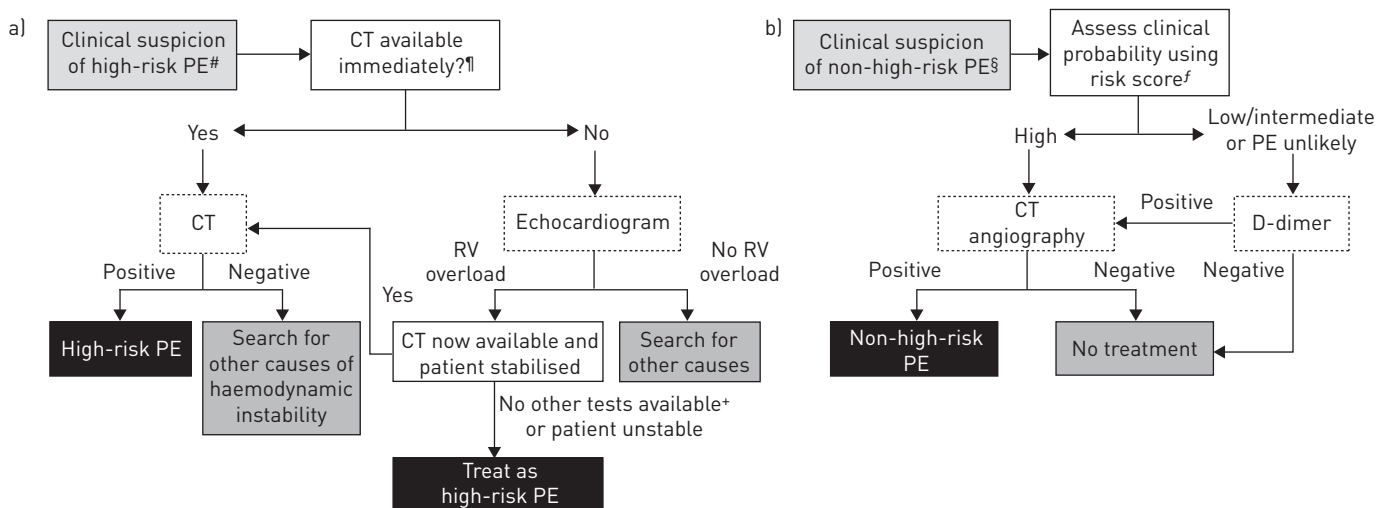 a)
Clinical suspicion
of high-risk PE#
CT available
immediately?¶
Yes
No
CT
Echocardiogram
Positive
Negative
RV
overload
No RV
overload
Yes
High-risk PE
Search for
other causes of
haemodynamic
instability
CT now available and
patient stabilised
Search for
other causes
No other tests available+
or patient unstable
Treat as
high-risk PE
b)
Clinical suspicion
of non-high-risk PE§
Assess clinical
probability using
risk scoreƒ
High
Low/intermediate
or PE unlikely
CT
angiography
Positive
D-dimer
Positive
Negative
Negative
Non-high-risk
PE
No treatment